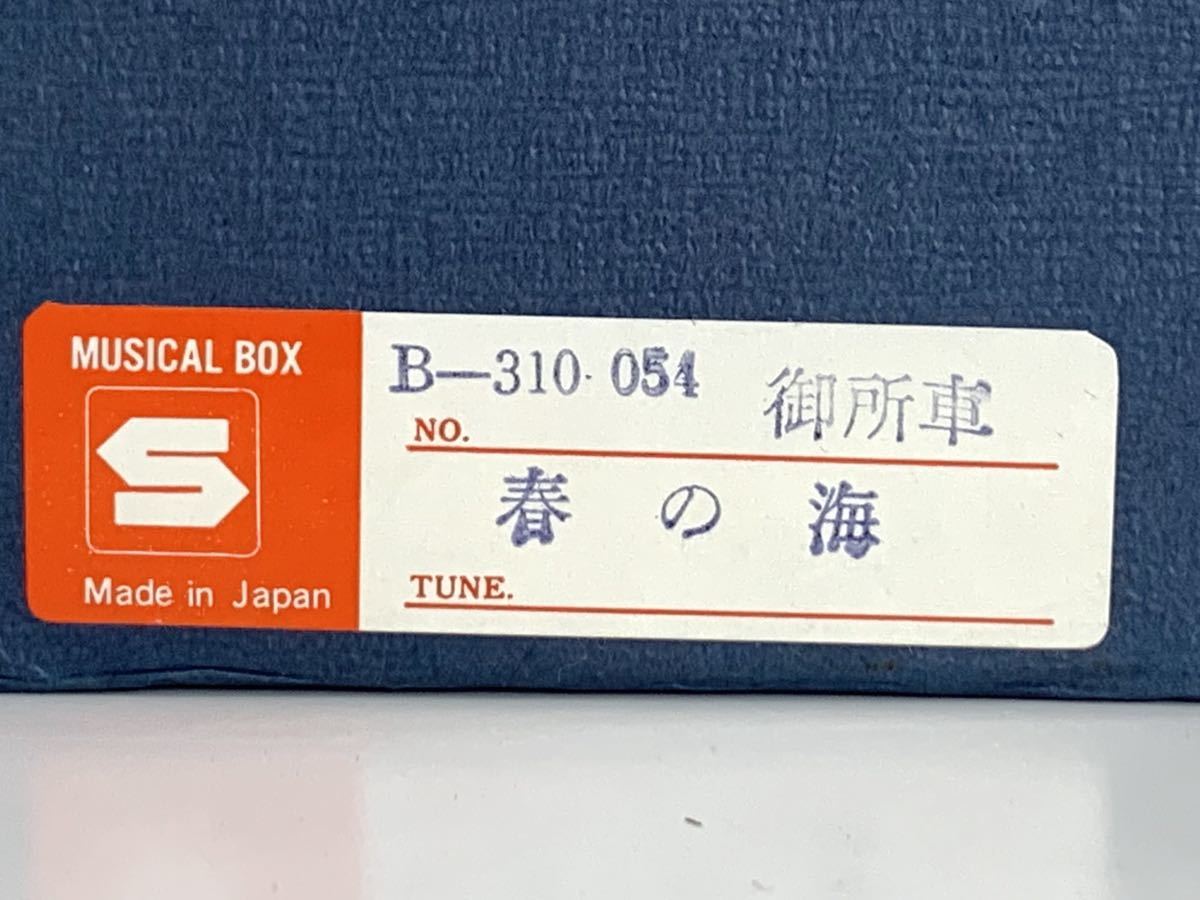 MUSICAL BOX
S
Made in Japan
B—310· 054 御所車
NO.
春の海
TUNE.